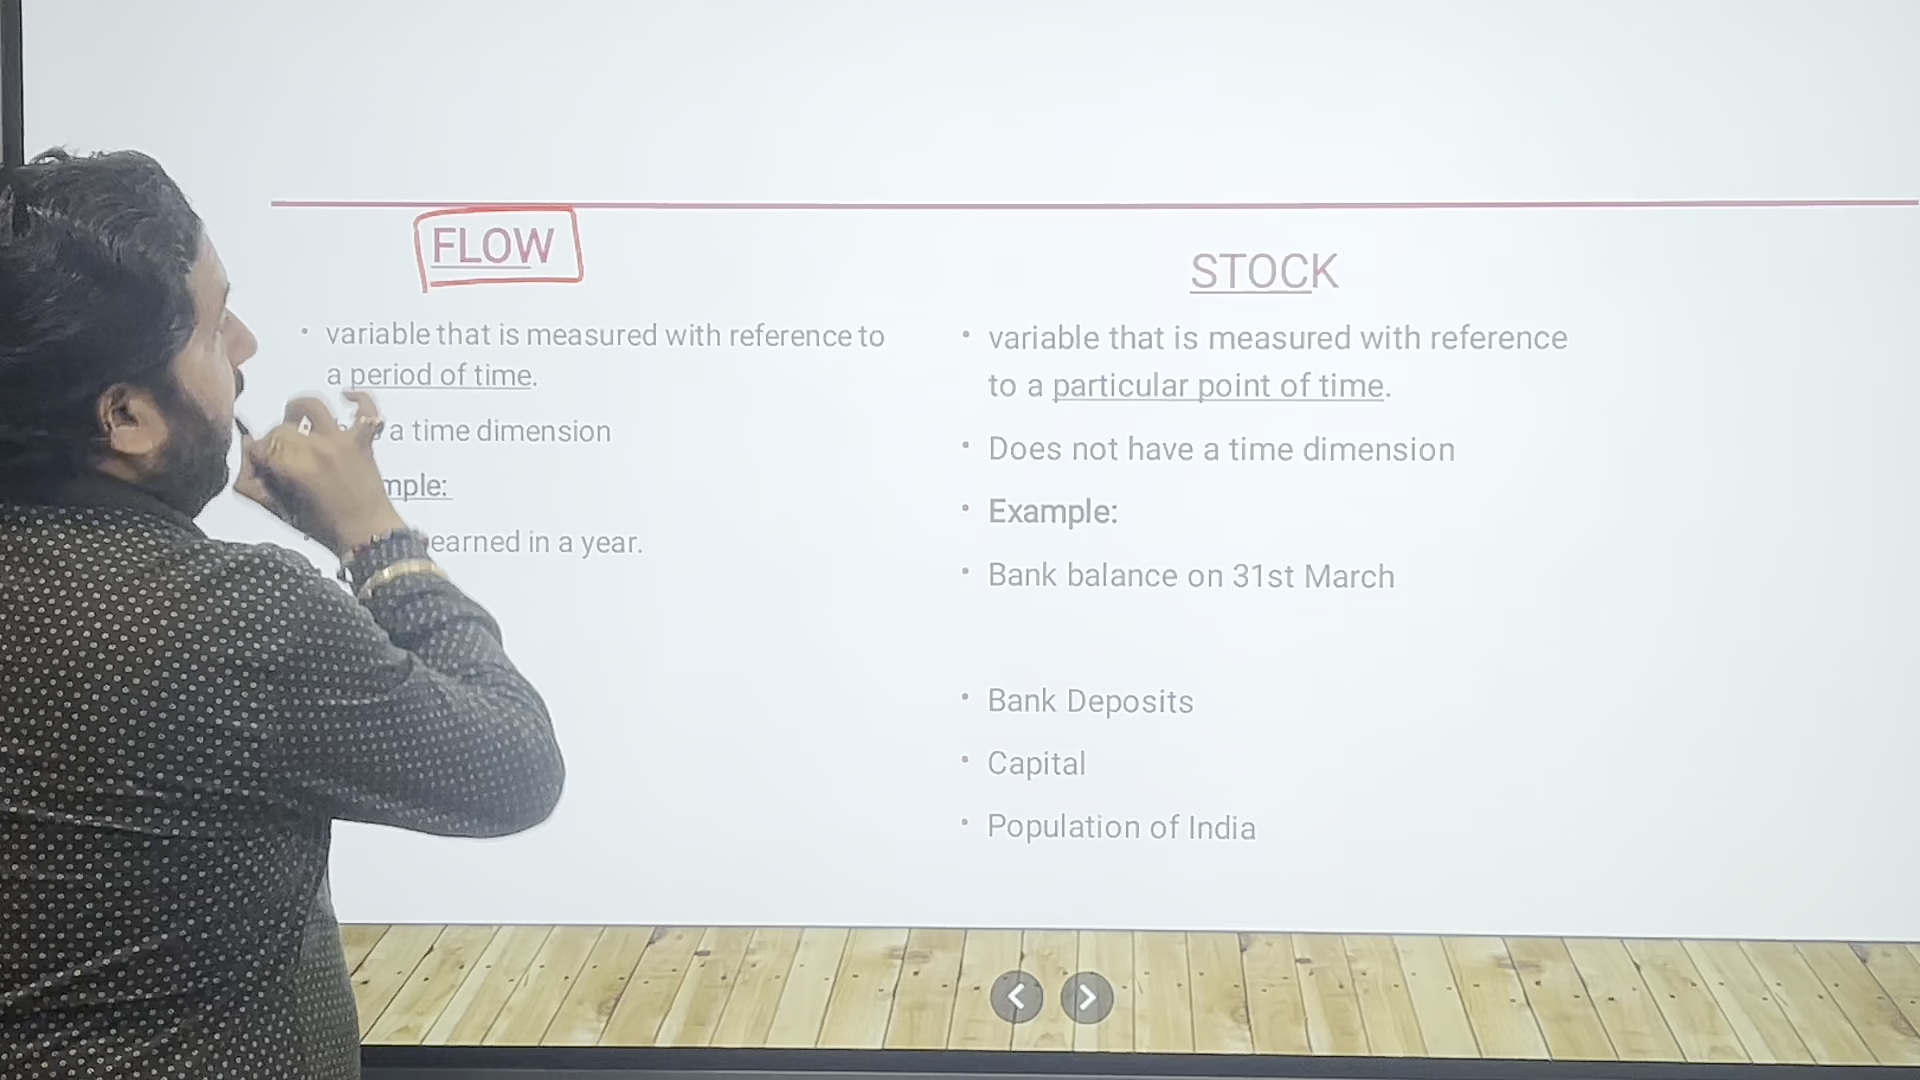 FLOW
variable that is measured with reference to
a period of time.
a time dimension
earned in a year.
STOCK
variable that is measured with reference
to a particular point of time.
Does not have a time dimension
Example:
Bank balance on 31st March
Bank Deposits
Capital
Population of India